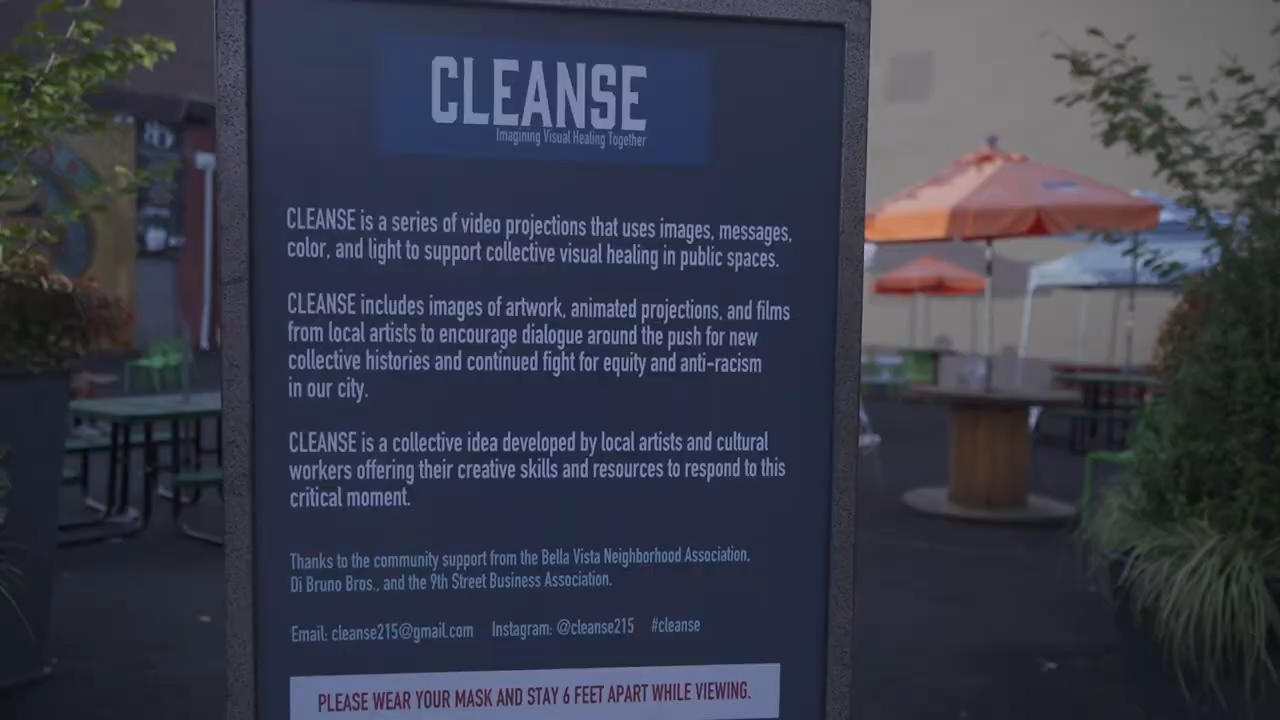 CLEANSE
Imagining Visual Healing Together
CLEANSE is a series of video projections that uses images, messages,
color, and light to support collective visual healing in public spaces.
CLEANSE includes images of artwork, animated projections, and films
from local artists to encourage dialogue around the push for new
collective histories and continued fight for equity and anti-racism
in our city.
CLEANSE is a collective idea developed by local artists and cultural
workers offering their creative skills and resources to respond to this
critical moment.
Thanks to the community support from the Bella Vista Neighborhood Association,
Di Bruno Bros., and the 9th Street Business Association.
Email: cleanse215@gmail.com Instagram: @cleanse215 #cleanse
PLEASE WEAR YOUR MASK AND STAY 6 FEET APART WHILE VIEWING.